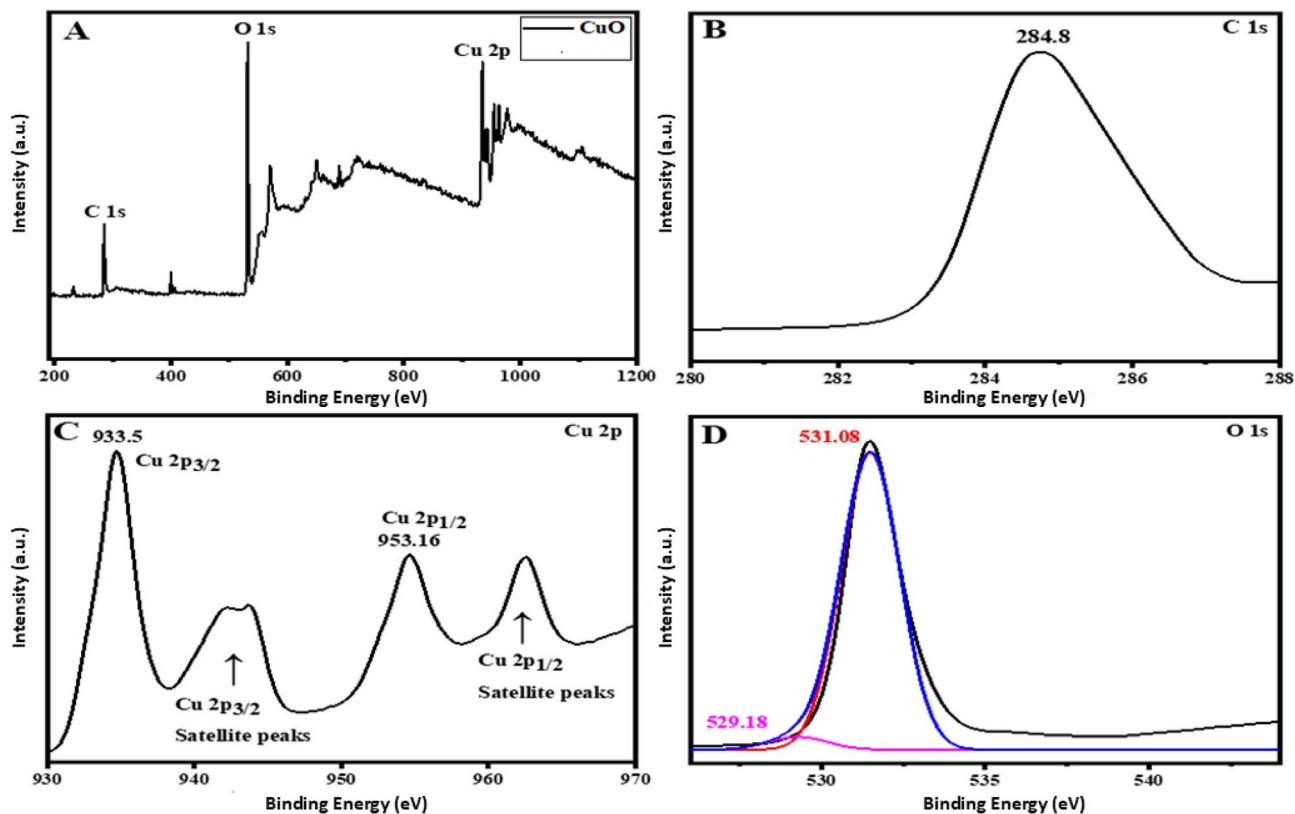 A
O 1s
CuO
Cu 2p
C 1s
Intensity (a.u.)
200 400 600 800 1000 1200
Binding Energy (eV)
B
C 1s
284.8
Intensity (a.u.)
280 282 284 286 288
Binding Energy (eV)
C
Cu 2p
933.5
Cu 2p3/2
Cu 2p1/2
953.16
Cu 2p3/2
Satellite peaks
Cu 2p1/2
Satellite peaks
Intensity (a.u.)
930 940 950 960 970
Binding Energy (eV)
D
O 1s
531.08
529.18
Intensity (a.u.)
530 535 540
Binding Energy (eV)